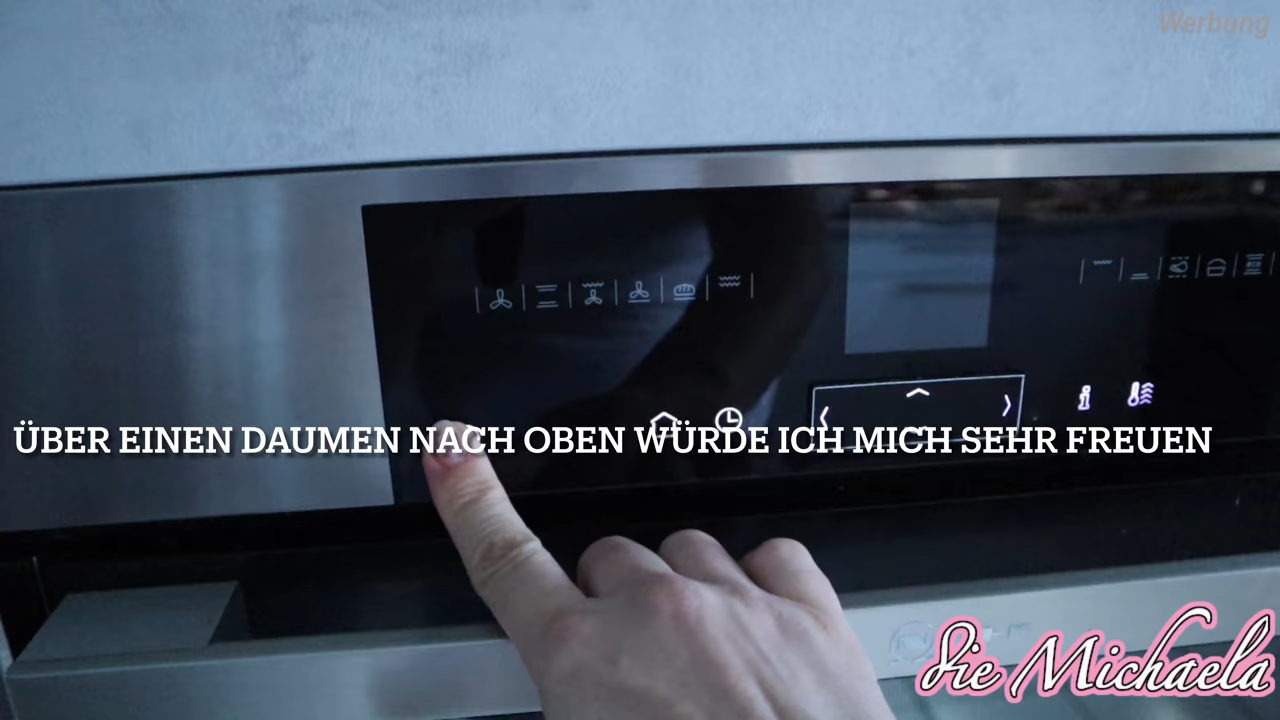 Werbung
ÜBER EINEN DAUMEN NACH OBEN WÜRDE ICH MICH SEHR FREUEN
Die Michaela